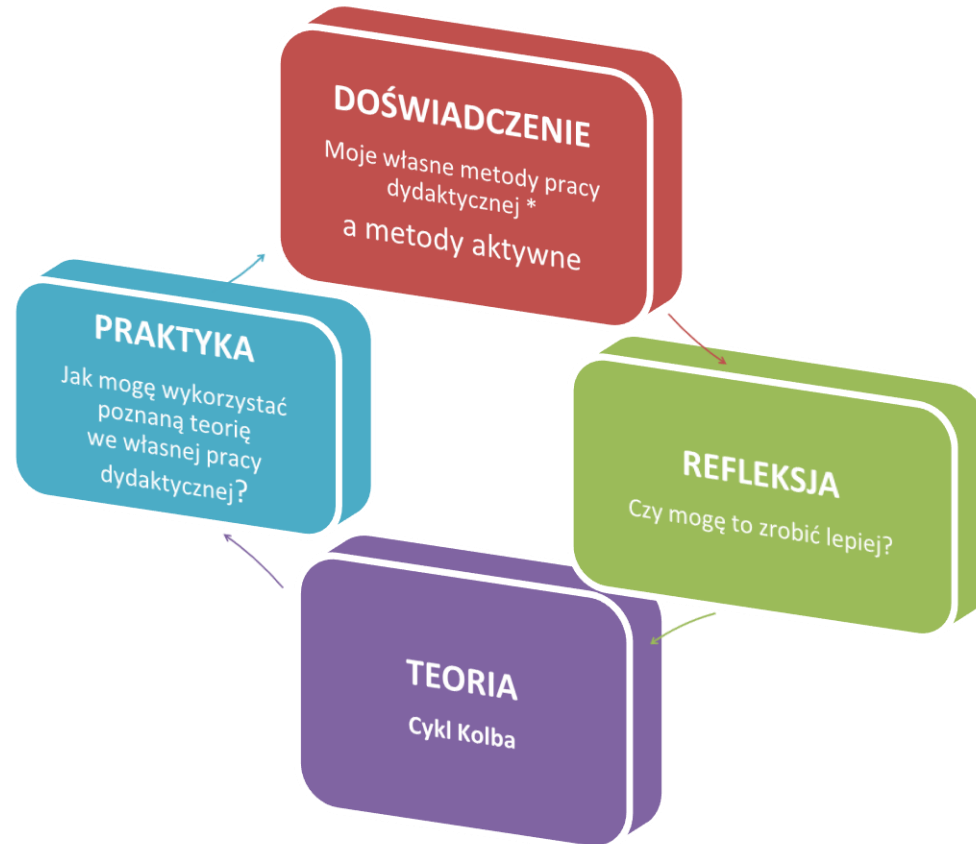 DOŚWIADCZENIE
Moje własne metody pracy
dydaktycznej *
a metody aktywne
REFLEKSJA
Czy mogę to zrobić lepiej?
TEORIA
Cykl Kolba
PRAKTYKA
Jak mogę wykorzystać
poznaną teorię
we własnej pracy
dydaktycznej?